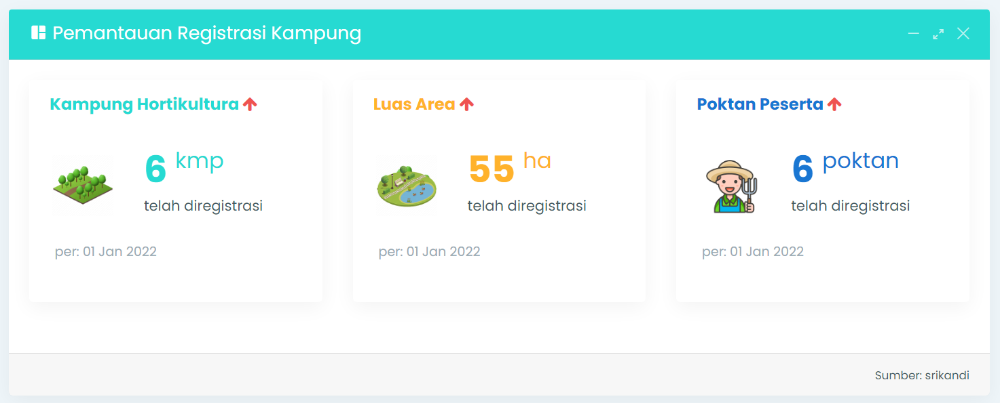 Pemantauan Registrasi Kampung
Kampung Hortikultura
6 kmp
telah diregistrasi
per: 01 Jan 2022
Luas Area
55 ha
telah diregistrasi
per: 01 Jan 2022
Poktan Peserta
6 poktan
telah diregistrasi
per: 01 Jan 2022
Sumber: srikandi